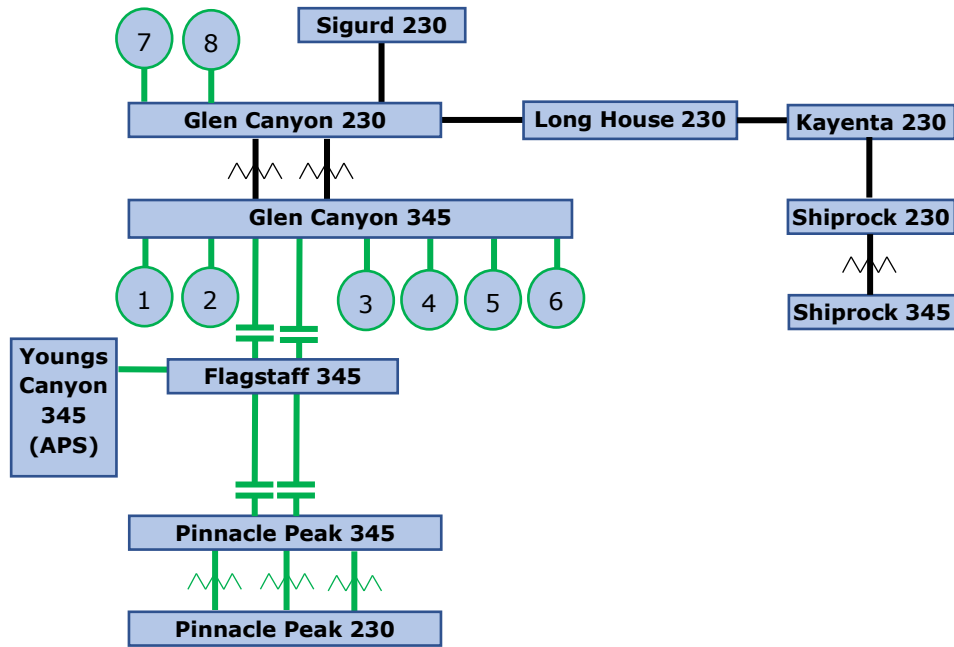 7
8
Sigurd 230
Glen Canyon 230
Long House 230
Kayenta 230
Glen Canyon 345
Shiprock 230
1
2
3
4
5
6
Shiprock 345
Youngs
Canyon
345
(APS)
Flagstaff 345
Pinnacle Peak 345
Pinnacle Peak 230